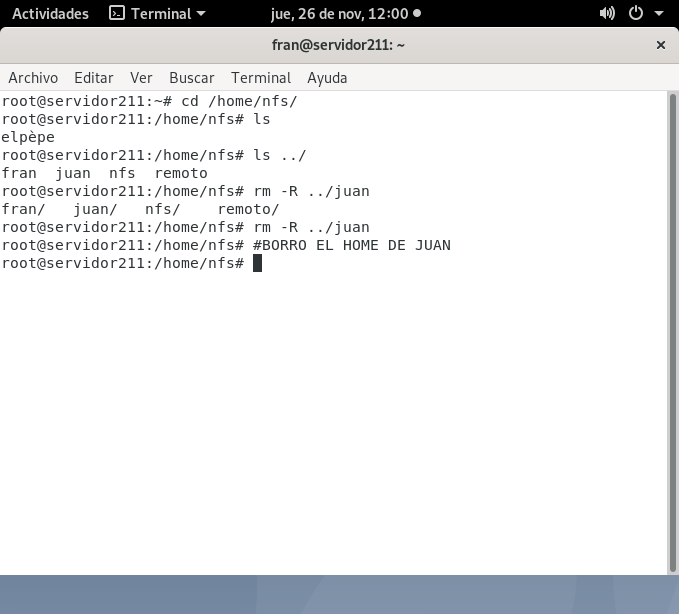 Actividades Terminal jue, 26 de nov, 12:00
fran@servidor211: ~
Archivo Editar Ver Buscar Terminal Ayuda
root@servidor211:~# cd /home/nfs/
root@servidor211:/home/nfs# ls
elpèpe
root@servidor211:/home/nfs# ls ../
fran  juan  nfs  remoto
root@servidor211:/home/nfs# rm -R ../juan
fran/   juan/   nfs/    remoto/
root@servidor211:/home/nfs# rm -R ../juan
root@servidor211:/home/nfs# #BORRO EL HOME DE JUAN
root@servidor211:/home/nfs#